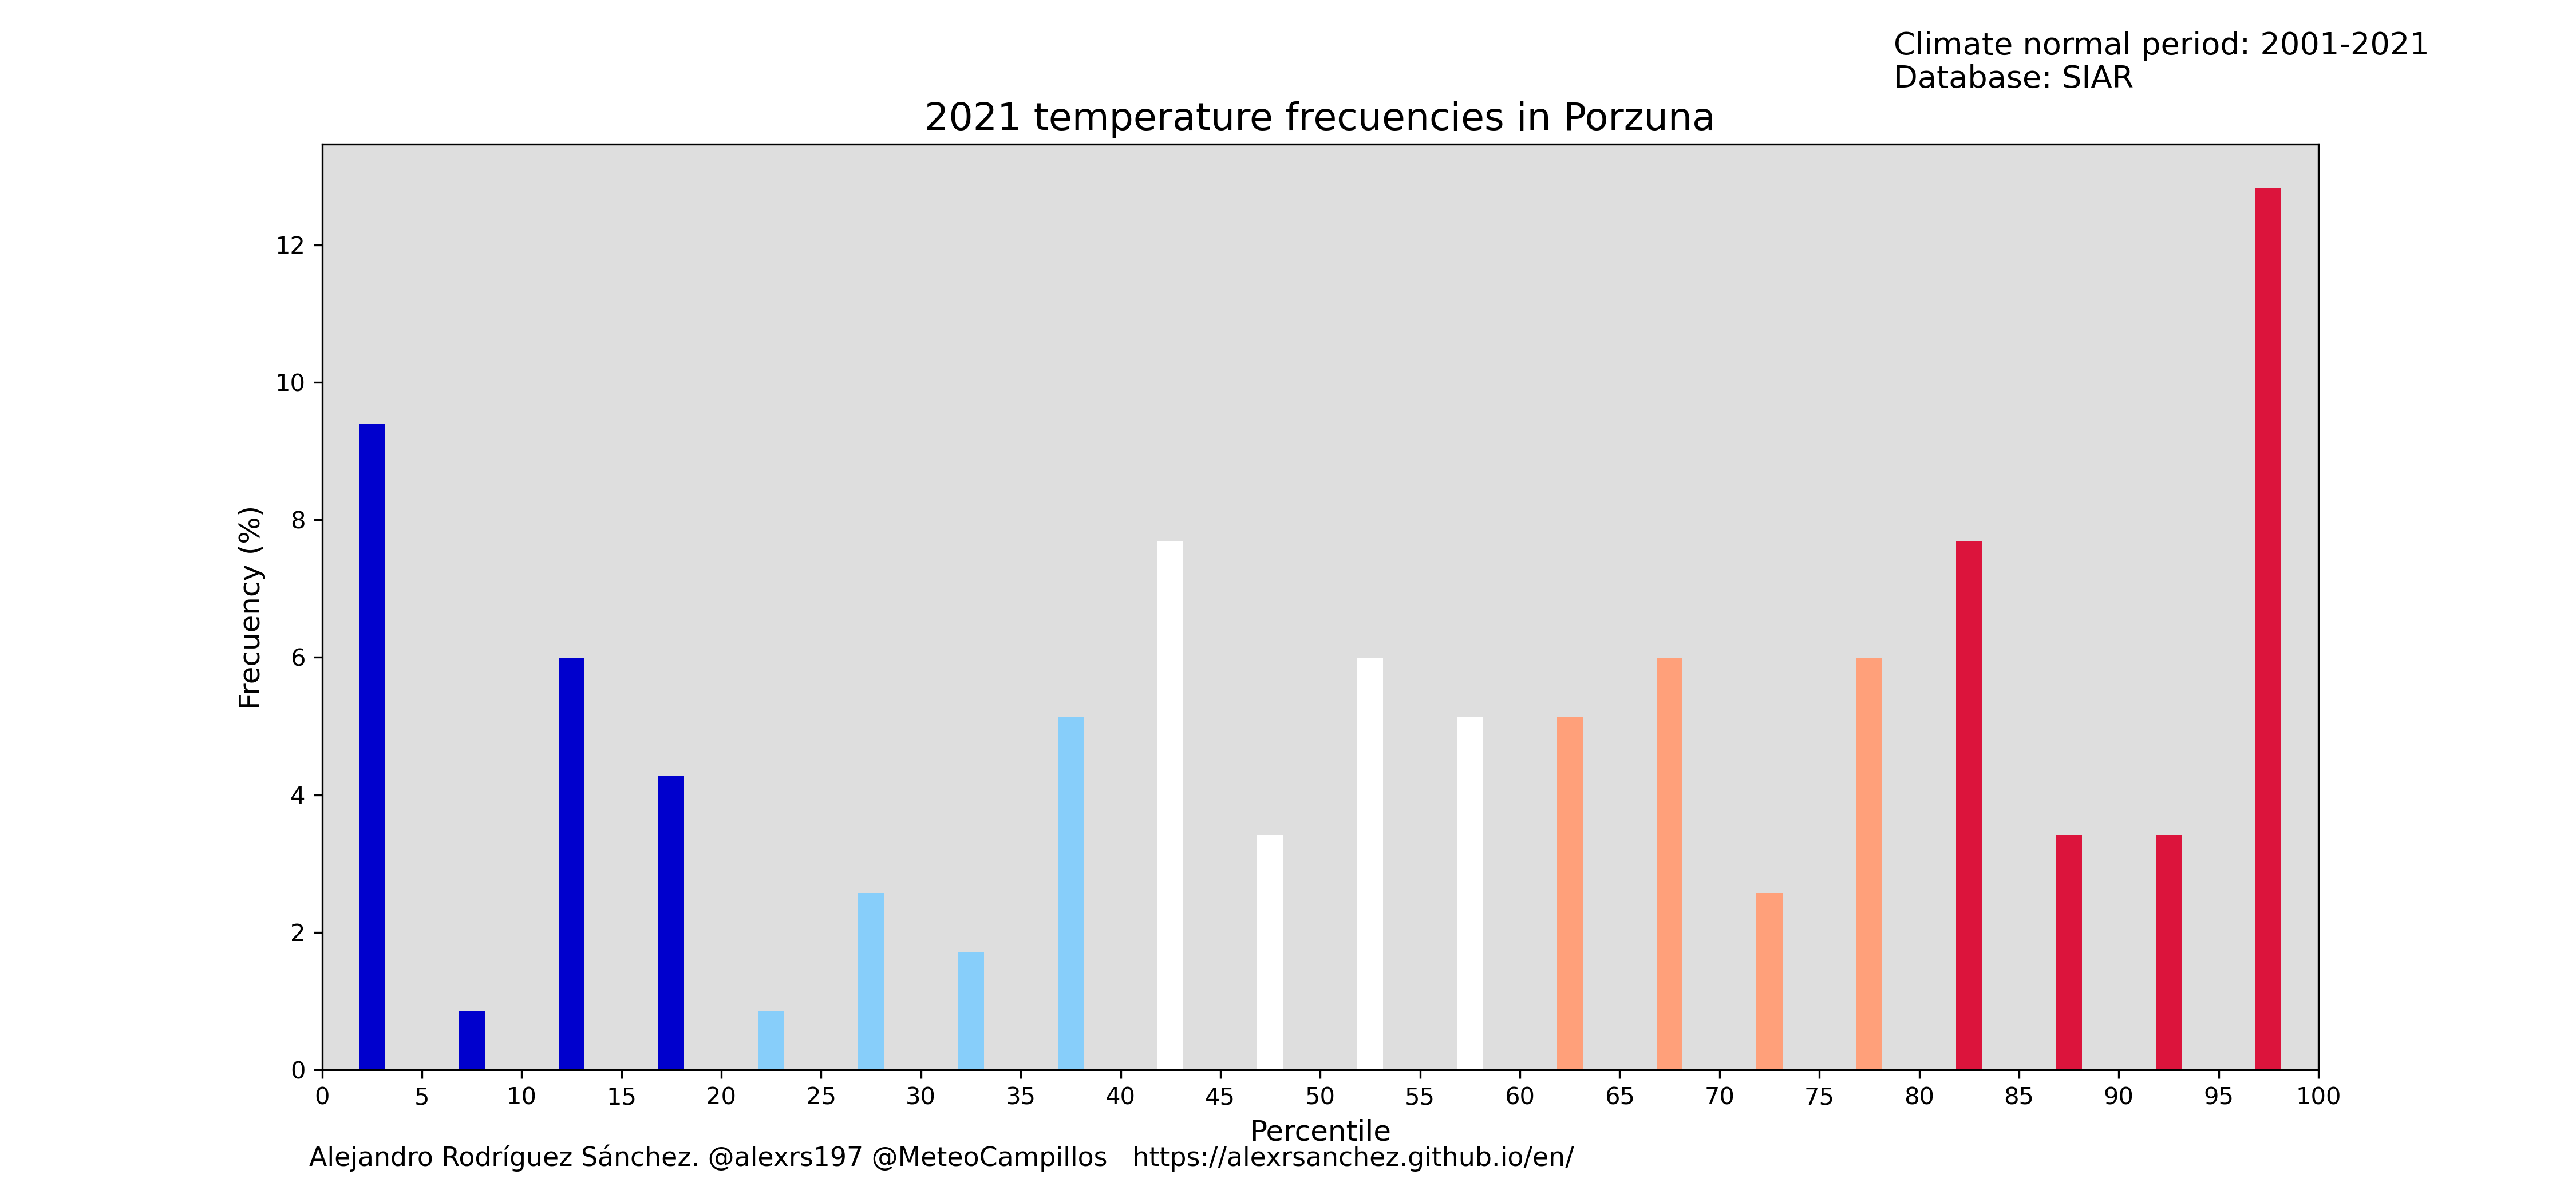 Climate normal period: 2001-2021
Database: SIAR
2021 temperature frecuencies in Porzuna
Frecuency (%)
12
10
8
6
4
2
0
0 5 10 15 20 25 30 35 40 45 50 55 60 65 70 75 80 85 90 95 100
Percentile
Alejandro Rodríguez Sánchez. @alexrs197 @MeteoCampillos https://alexrsanchez.github.io/en/